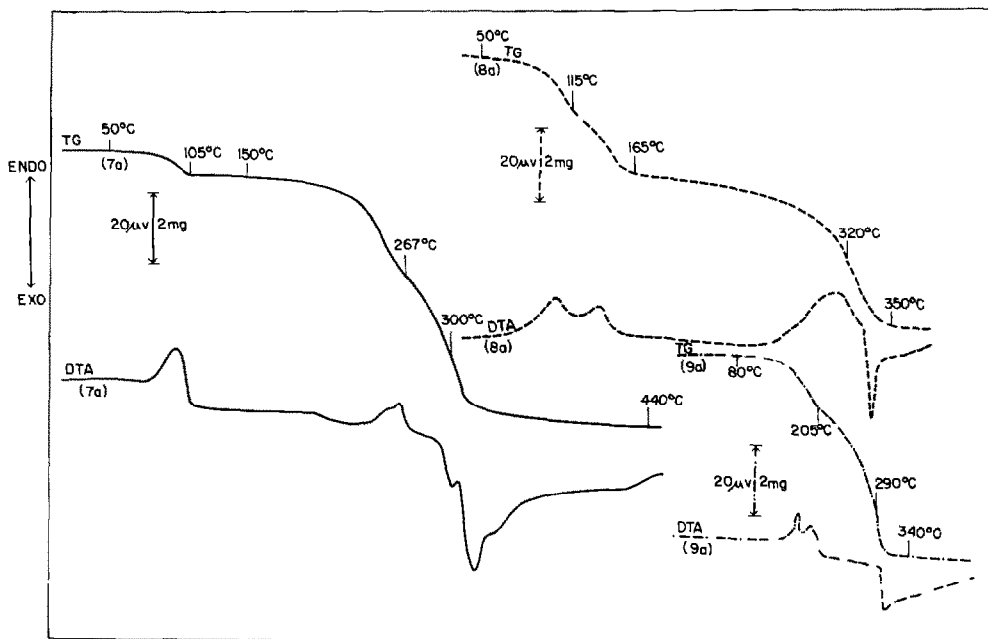 50°C
TG
(8a)
115°C
165°C
20μv 2mg
320°C
350°C
DTA
(8a)
TG
50°C
(7a)
105°C
150°C
ENDO
EXO
20μv 2mg
267°C
300°C
440°C
DTA
(7a)
TG
(9a)
80°C
205°C
20μv 2mg
290°C
340°O
DTA
(9a)